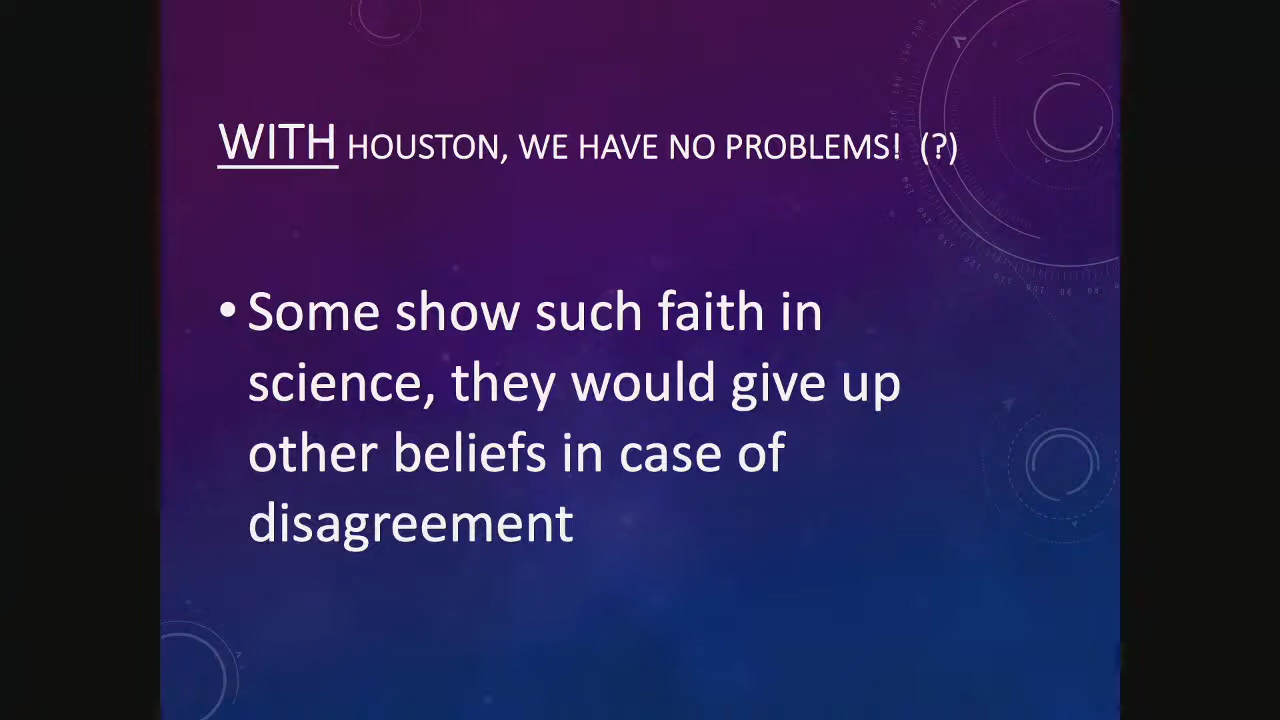 WITH HOUSTON, WE HAVE NO PROBLEMS! (?)
• Some show such faith in
science, they would give up
other beliefs in case of
disagreement